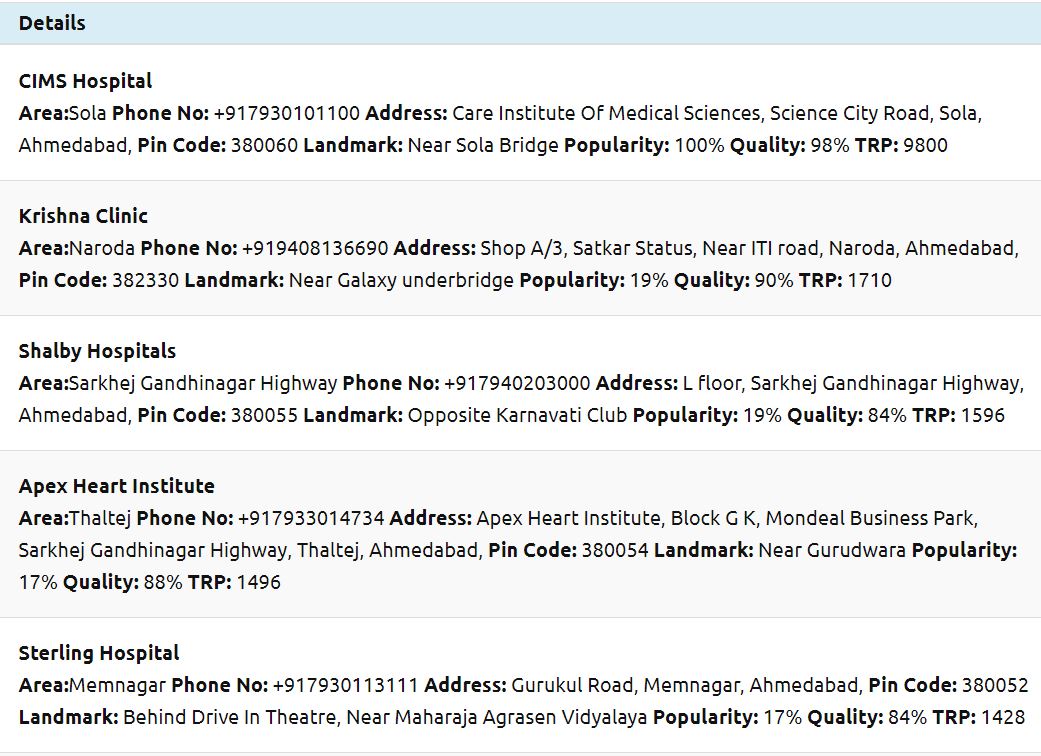 Details
CIMS Hospital
Area:Sola Phone No: +917930101100 Address: Care Institute Of Medical Sciences, Science City Road, Sola,
Ahmedabad, Pin Code: 380060 Landmark: Near Sola Bridge Popularity: 100% Quality: 98% TRP: 9800
Krishna Clinic
Area:Naroda Phone No: +919408136690 Address: Shop A/3, Satkar Status, Near ITI road, Naroda, Ahmedabad,
Pin Code: 382330 Landmark: Near Galaxy underbridge Popularity: 19% Quality: 90% TRP: 1710
Shalby Hospitals
Area:Sarkhej Gandhinagar Highway Phone No: +917940203000 Address: L floor, Sarkhej Gandhinagar Highway,
Ahmedabad, Pin Code: 380055 Landmark: Opposite Karnavati Club Popularity: 19% Quality: 84% TRP: 1596
Apex Heart Institute
Area:Thaltej Phone No: +917933014734 Address: Apex Heart Institute, Block G K, Mondeal Business Park,
Sarkhej Gandhinagar Highway, Thaltej, Ahmedabad, Pin Code: 380054 Landmark: Near Gurudwara Popularity:
17% Quality: 88% TRP: 1496
Sterling Hospital
Area:Memnagar Phone No: +917930113111 Address: Gurukul Road, Memnagar, Ahmedabad, Pin Code: 380052
Landmark: Behind Drive In Theatre, Near Maharaja Agrasen Vidyalaya Popularity: 17% Quality: 84% TRP: 1428